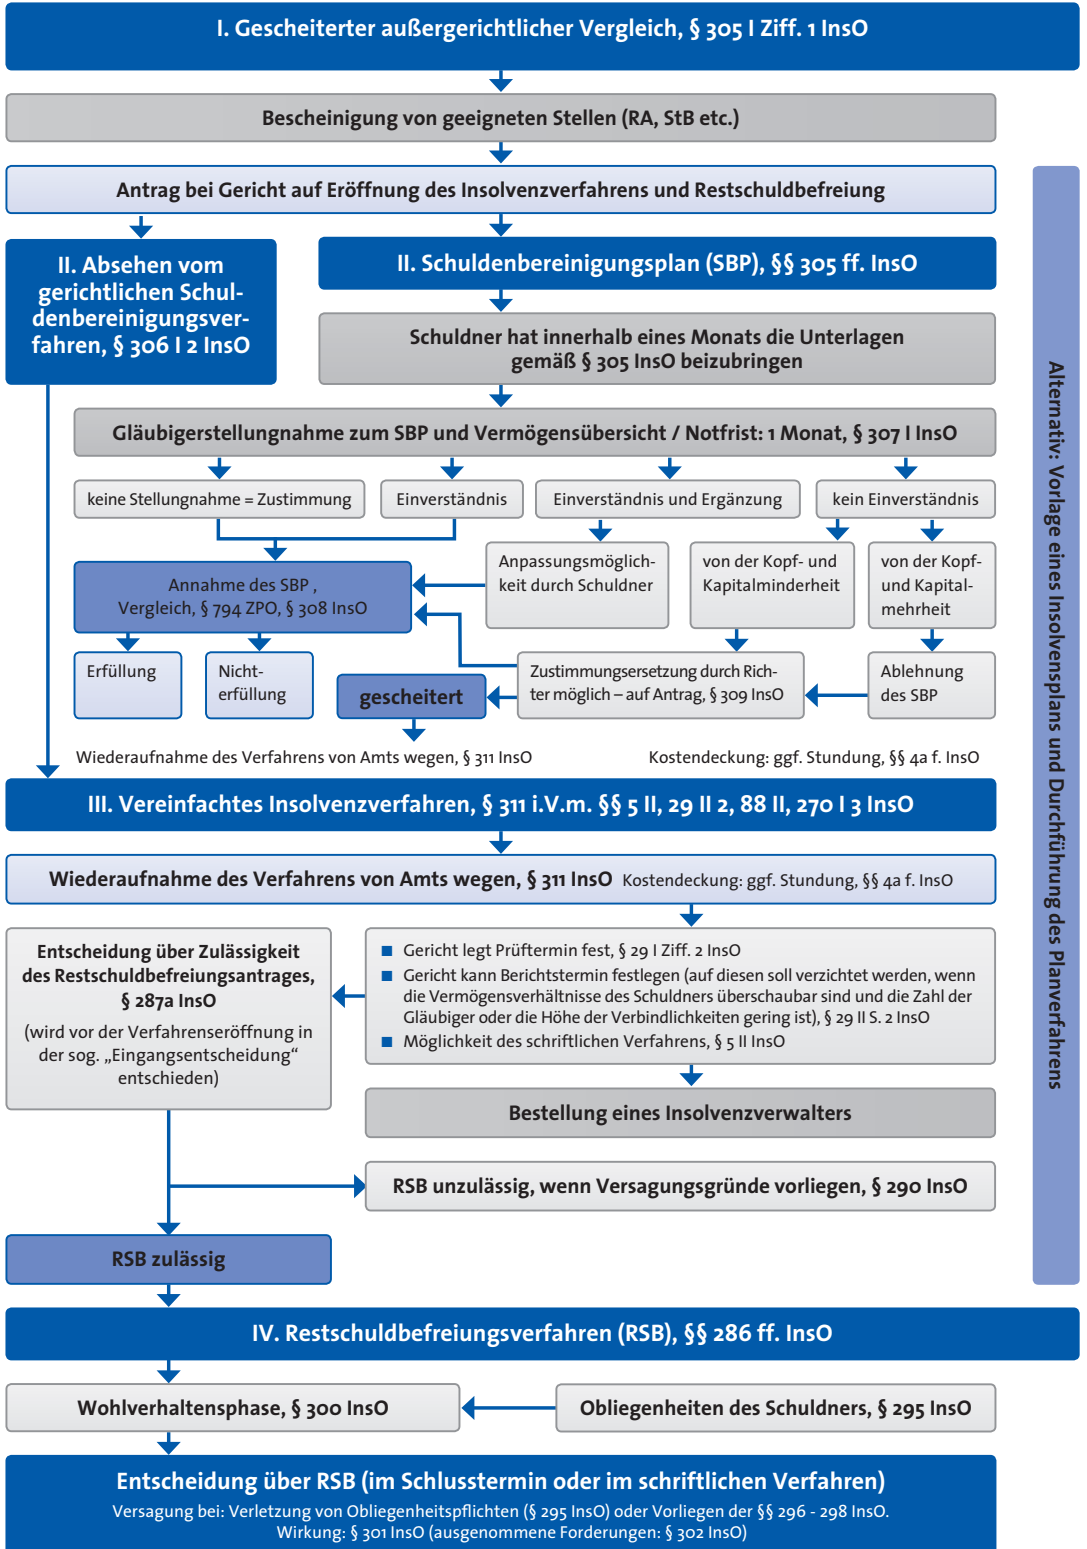 I. Gescheiterter außergerichtlicher Vergleich, § 305 I Ziff. 1 InsO
Bescheinigung von geeigneten Stellen (RA, StB etc.)
Antrag bei Gericht auf Eröffnung des Insolvenzverfahrens und Restschuldbefreiung
II. Absehen vom
gerichtlichen Schul-
denbereinigungsver-
fahren, § 306 I 2 InsO
II. Schuldenbereinigungsplan (SBP), §§ 305 ff. InsO
Schuldner hat innerhalb eines Monats die Unterlagen
gemäß § 305 InsO beizubringen
Gläubigerstellungnahme zum SBP und Vermögensübersicht / Notfrist: 1 Monat, § 307 I InsO
keine Stellungnahme = Zustimmung
Einverständnis
Einverständnis und Ergänzung
kein Einverständnis
Anpassungsmöglich-
keit durch Schuldner
von der Kopf- und
Kapitalminderheit
von der Kopf-
und Kapital-
mehrheit
Annahme des SBP ,
Vergleich, § 794 ZPO, § 308 InsO
Erfüllung
Nicht-
erfüllung
gescheitert
Zustimmungsersetzung durch Rich-
ter möglich – auf Antrag, § 309 InsO
Ablehnung
des SBP
Wiederaufnahme des Verfahrens von Amts wegen, § 311 InsO
Kostendeckung: ggf. Stundung, §§ 4a f. InsO
III. Vereinfachtes Insolvenzverfahren, § 311 i.V.m. §§ 5 II, 29 II 2, 88 II, 270 I 3 InsO
Wiederaufnahme des Verfahrens von Amts wegen, § 311 InsO Kostendeckung: ggf. Stundung, §§ 4a f. InsO
Entscheidung über Zulässigkeit
des Restschuldbefreiungsantrages,
§ 287a InsO
(wird vor der Verfahrenseröffnung in
der sog. „Eingangsentscheidung“
entschieden)
■ Gericht legt Prüftermin fest, § 29 I Ziff. 2 InsO
■ Gericht kann Berichtstermin festlegen (auf diesen soll verzichtet werden, wenn
die Vermögensverhältnisse des Schuldners überschaubar sind und die Zahl der
Gläubiger oder die Höhe der Verbindlichkeiten gering ist), § 29 II S. 2 InsO
■ Möglichkeit des schriftlichen Verfahrens, § 5 II InsO
Bestellung eines Insolvenzverwalters
RSB unzulässig, wenn Versagungsgründe vorliegen, § 290 InsO
RSB zulässig
Alternativ: Vorlage eines Insolvensplans und Durchführung des Planverfahrens
IV. Restschuldbefreiungsverfahren (RSB), §§ 286 ff. InsO
Wohlverhaltensphase, § 300 InsO
Obliegenheiten des Schuldners, § 295 InsO
Entscheidung über RSB (im Schlusstermin oder im schriftlichen Verfahren)
Versagung bei: Verletzung von Obliegenheitspflichten (§ 295 InsO) oder Vorliegen der §§ 296 - 298 InsO.
Wirkung: § 301 InsO (ausgenommene Forderungen: § 302 InsO)